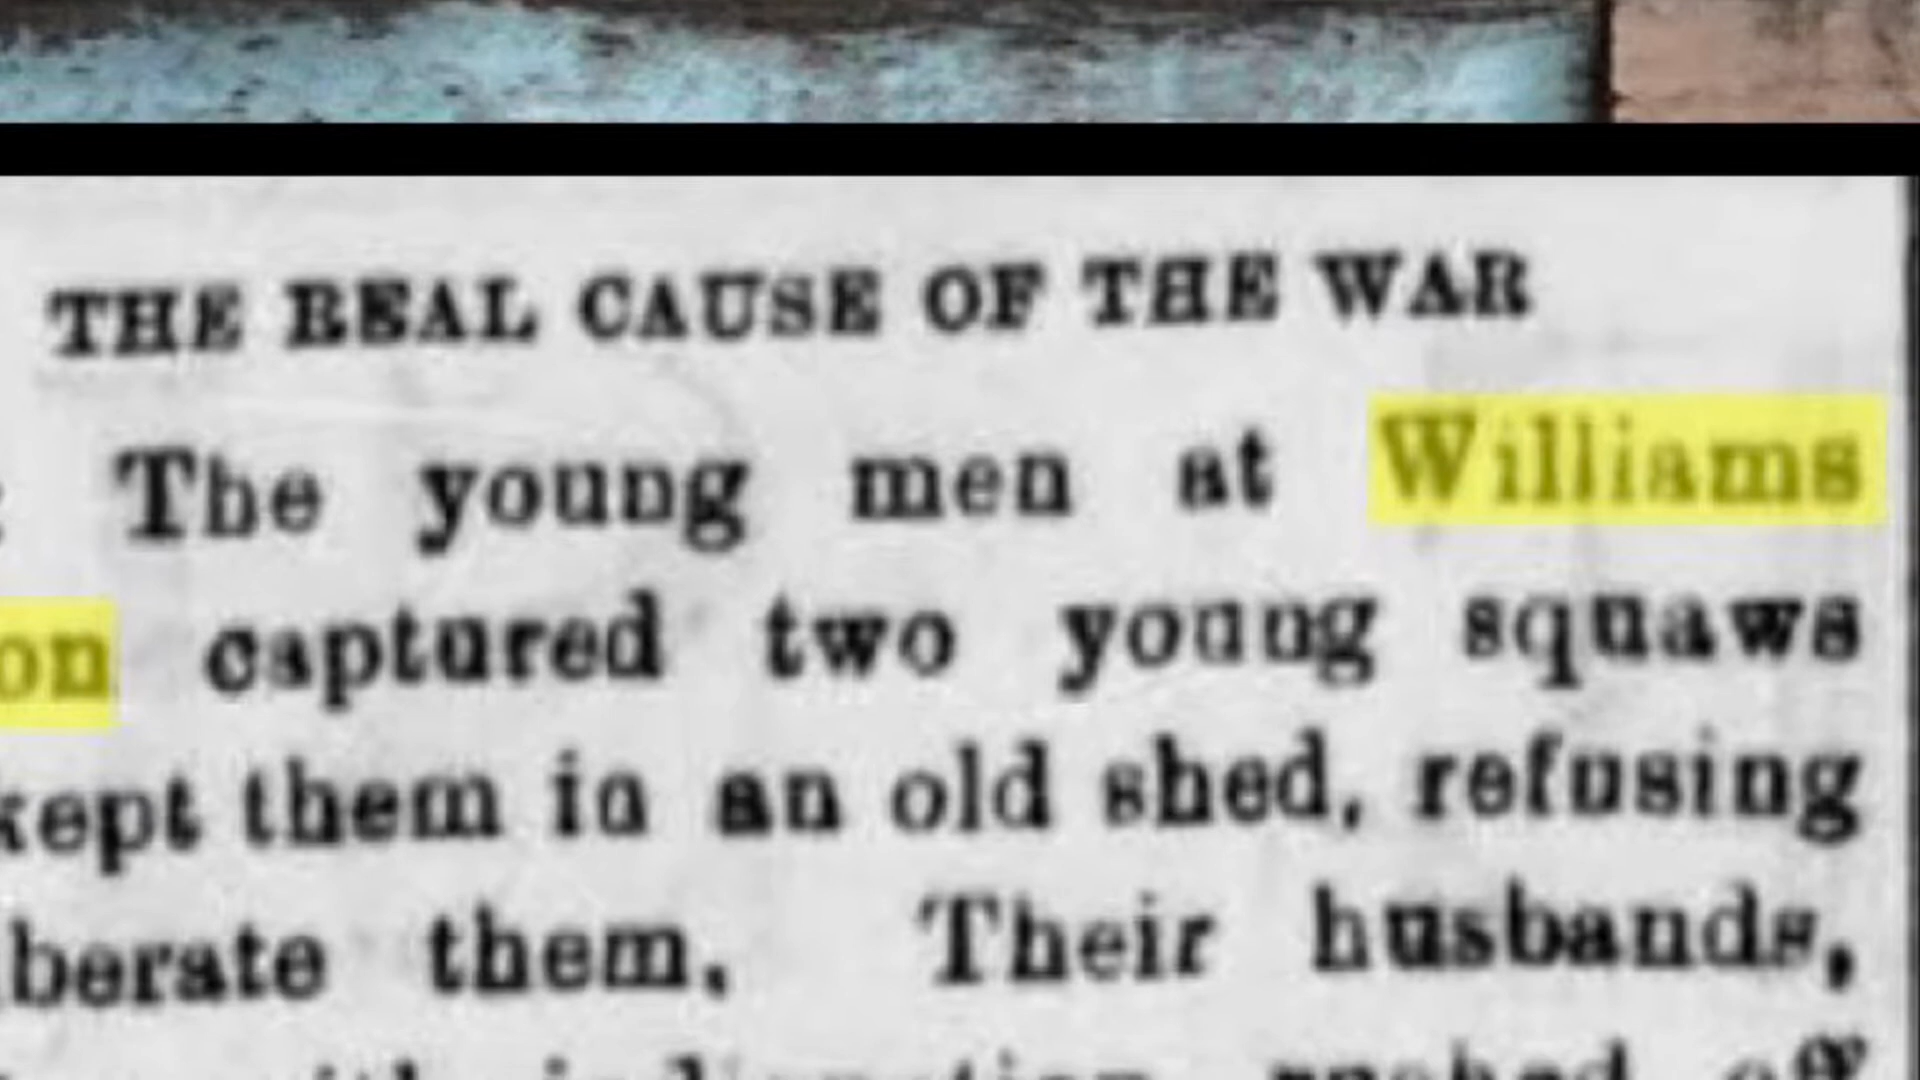 THE REAL CAUSE OF THE WAR
The young men at Williams
on captured two young squaws
kept them in an old shed, refusing
berate them. Their husbands,
off